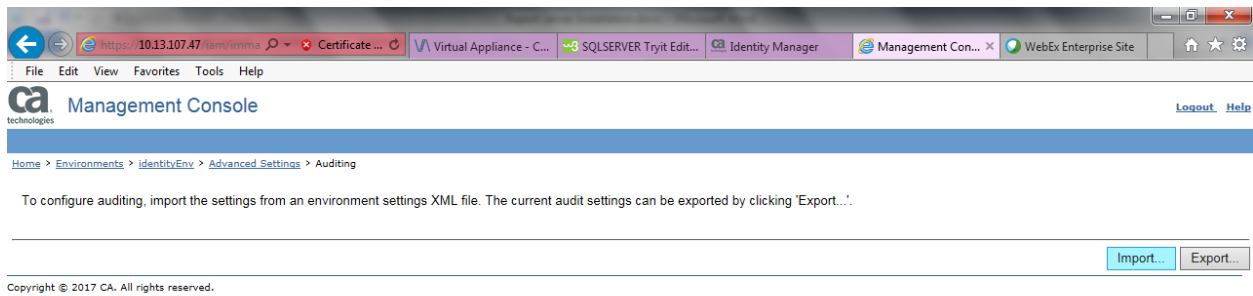 https://10.13.107.47/iam/imma Certificate ... Virtual Appliance - C... SQLSERVER Tryit Edit... Identity Manager Management Con... WebEx Enterprise Site
File Edit View Favorites Tools Help
ca technologies
Management Console
Logout Help
Home > Environments > identityEnv > Advanced Settings > Auditing
To configure auditing, import the settings from an environment settings XML file. The current audit settings can be exported by clicking 'Export...'.
Import... Export...
Copyright © 2017 CA. All rights reserved.